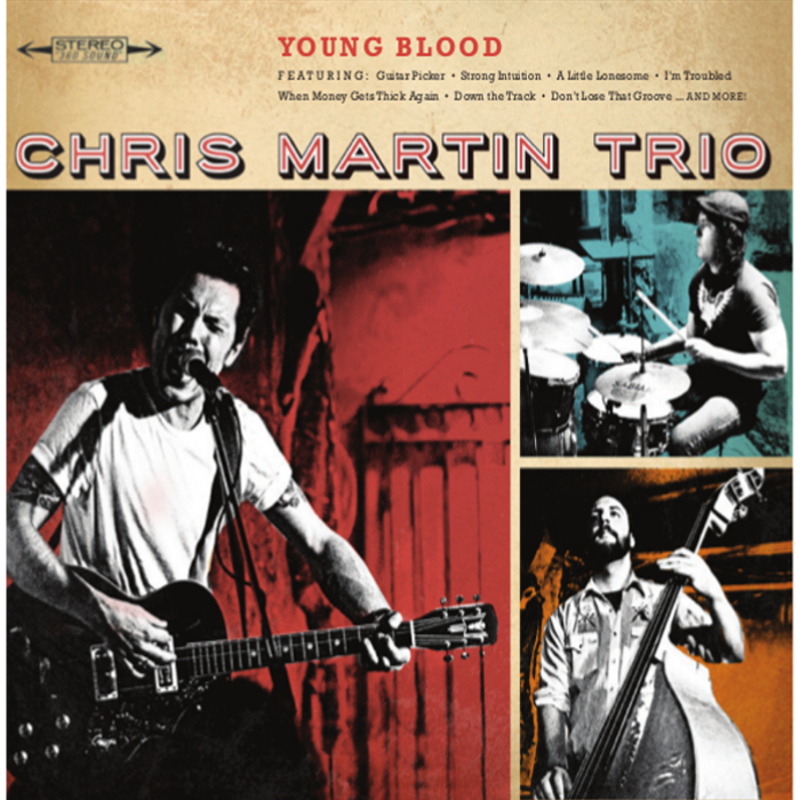 STEREO
"360 SOUND"
YOUNG BLOOD
FEATURING: Guitar Picker • Strong Intuition • A Little Lonesome • I'm Troubled
When Money Gets Thick Again • Down the Track • Don't Lose That Groove ... AND MORE!
CHRIS MARTIN TRIO
SABIAN